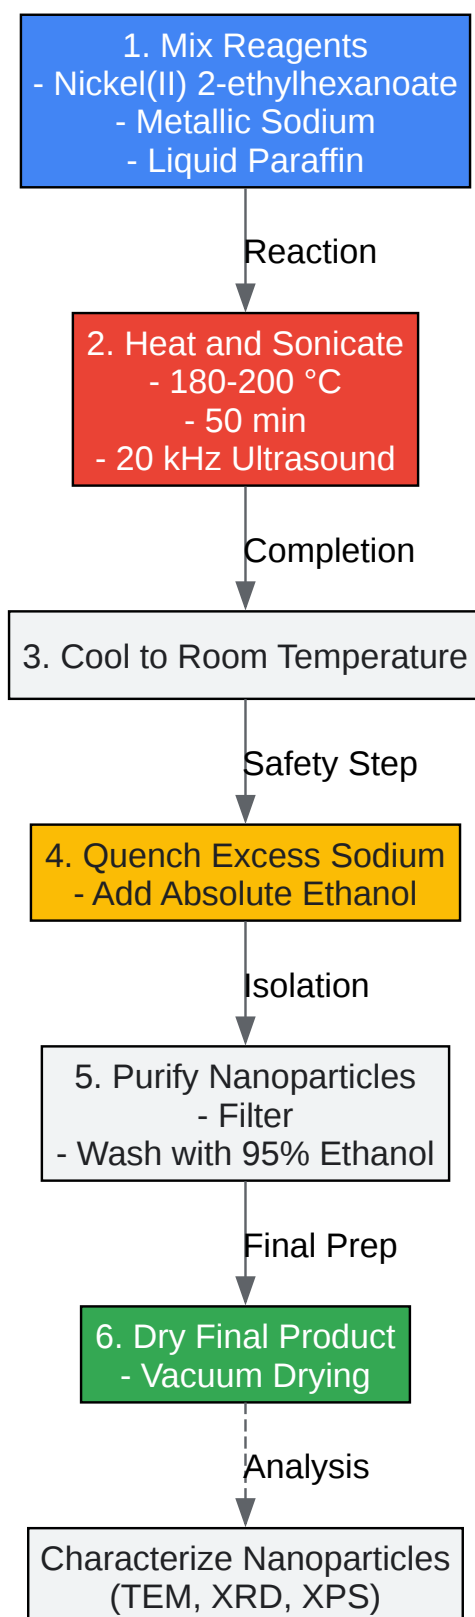 1. Mix Reagents
- Nickel(II) 2-ethylhexanoate
- Metallic Sodium
- Liquid Paraffin
Reaction
2. Heat and Sonicate
- 180-200 °C
- 50 min
- 20 kHz Ultrasound
Completion
3. Cool to Room Temperature
Safety Step
4. Quench Excess Sodium
- Add Absolute Ethanol
Isolation
5. Purify Nanoparticles
- Filter
- Wash with 95% Ethanol
Final Prep
6. Dry Final Product
- Vacuum Drying
Analysis
Characterize Nanoparticles
(TEM, XRD, XPS)